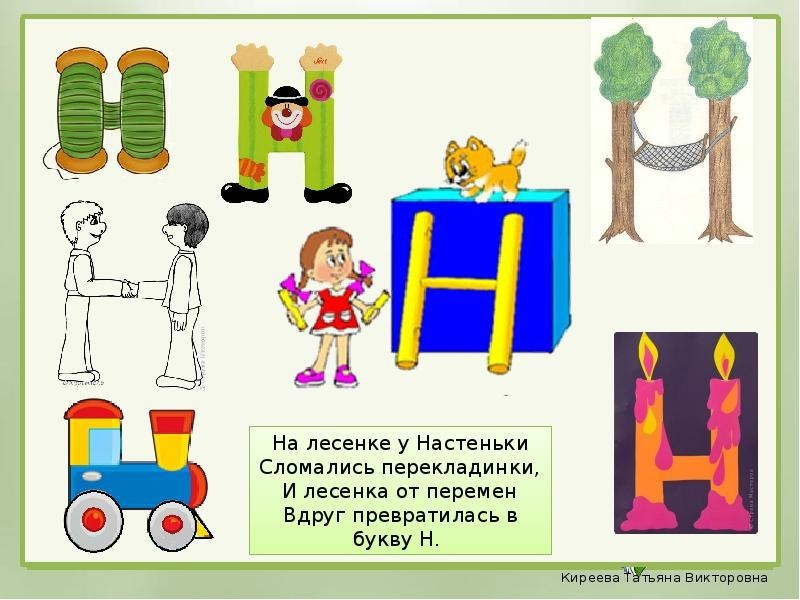 На лесенке у Настеньки
Сломались перекладинки,
И лесенка от перемен
Вдруг превратилась в
букву Н.
Киреева Татьяна Викторовна